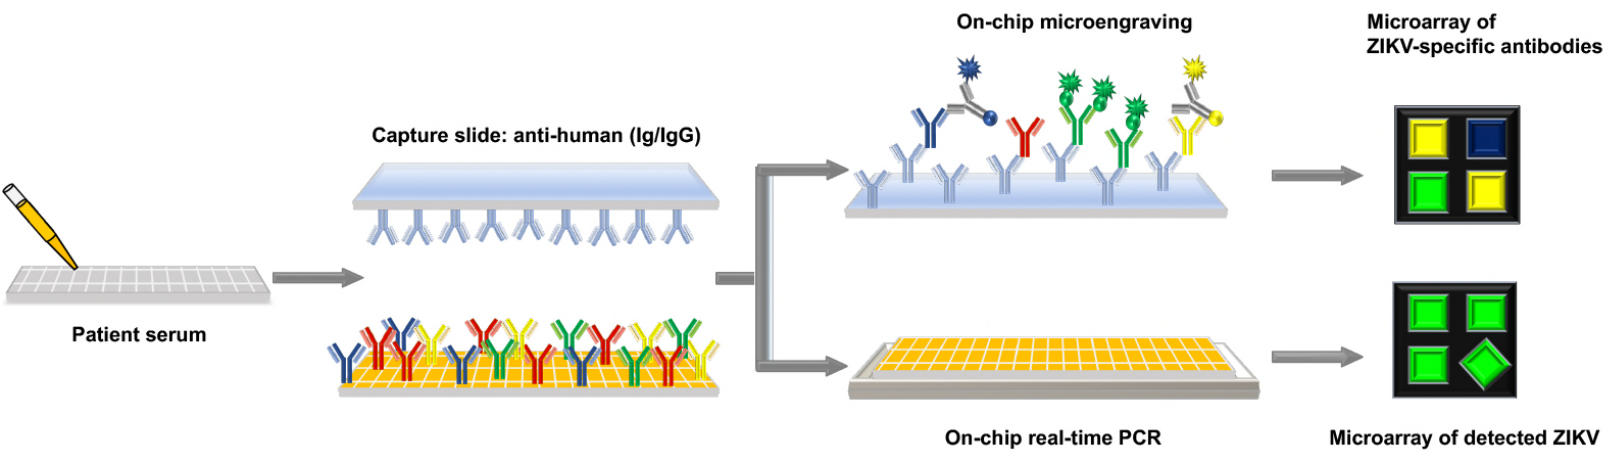 On-chip microengraving
Microarray of
ZIKV-specific antibodies
Capture slide: anti-human (Ig/IgG)
Patient serum
On-chip real-time PCR
Microarray of detected ZIKV